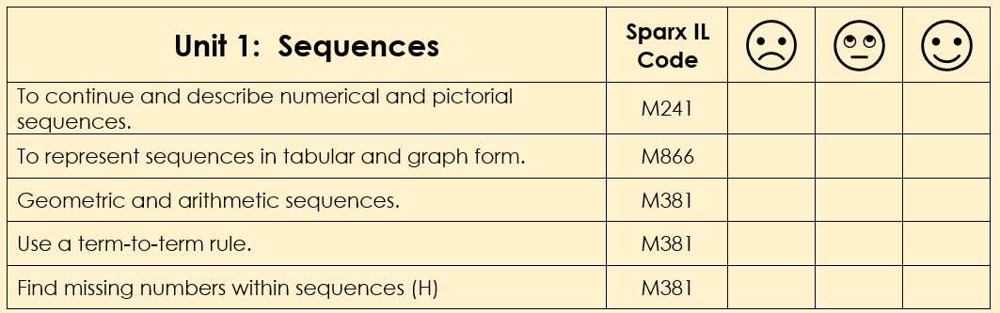 Unit 1: Sequences
Sparx IL
Code
To continue and describe numerical and pictorial
sequences.
M241
To represent sequences in tabular and graph form.
M866
Geometric and arithmetic sequences.
M381
Use a term-to-term rule.
M381
Find missing numbers within sequences (H)
M381